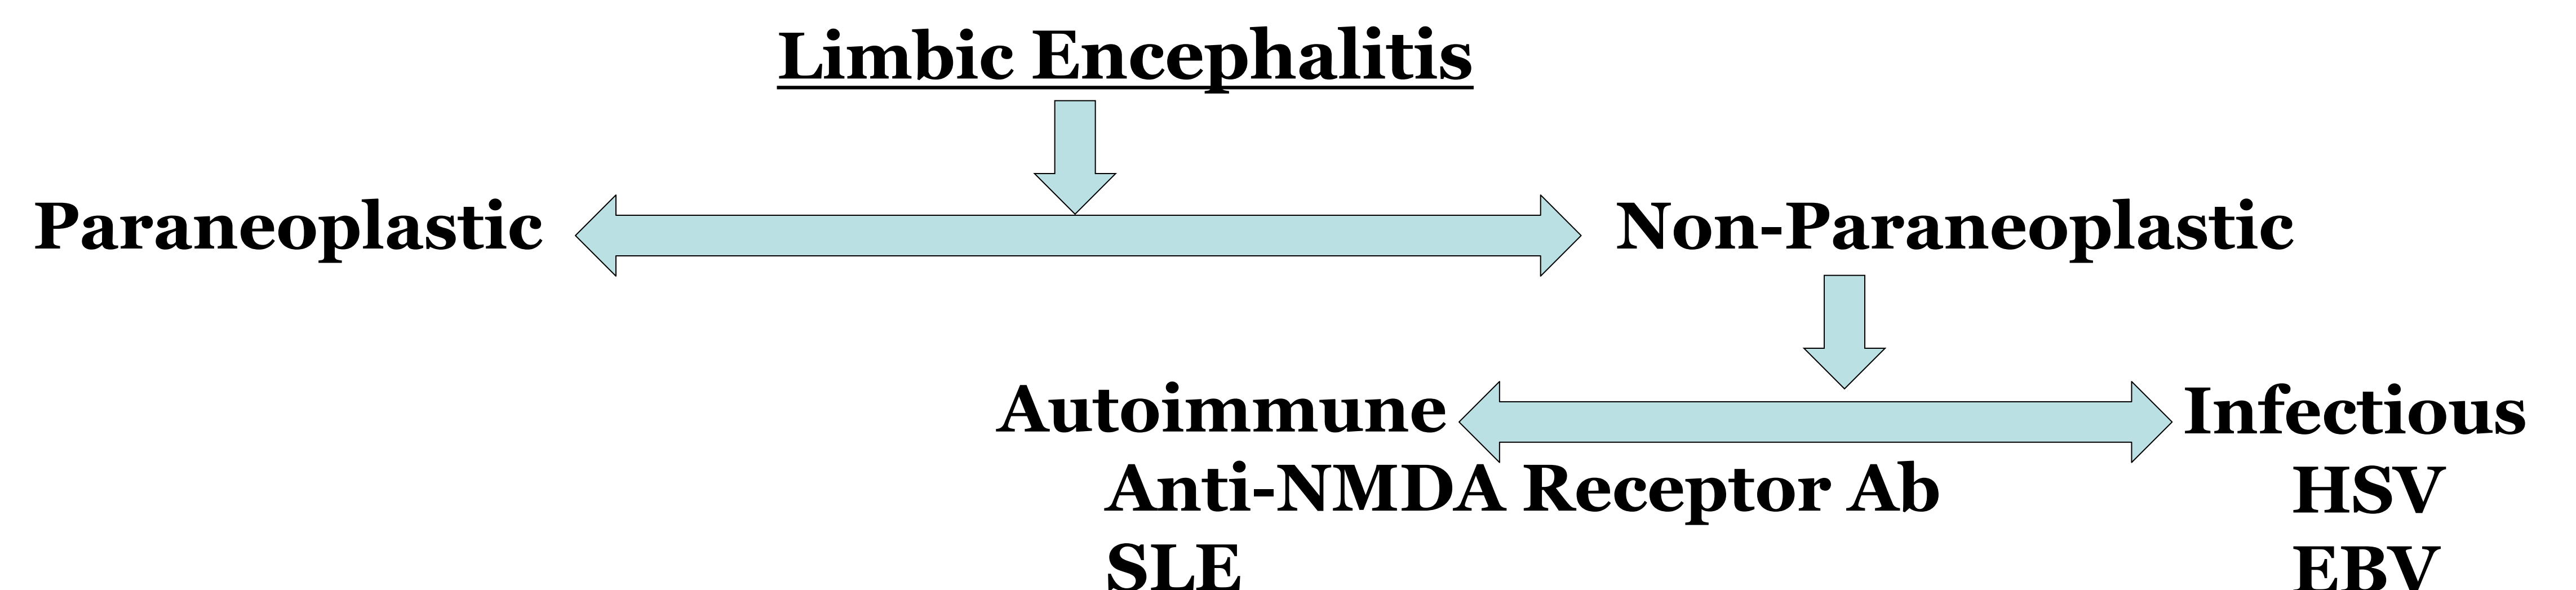 Limbic Encephalitis
Paraneoplastic
Non-Paraneoplastic
Autoimmune
Infectious
Anti-NMDA Receptor Ab
HSV
SLE
EBV